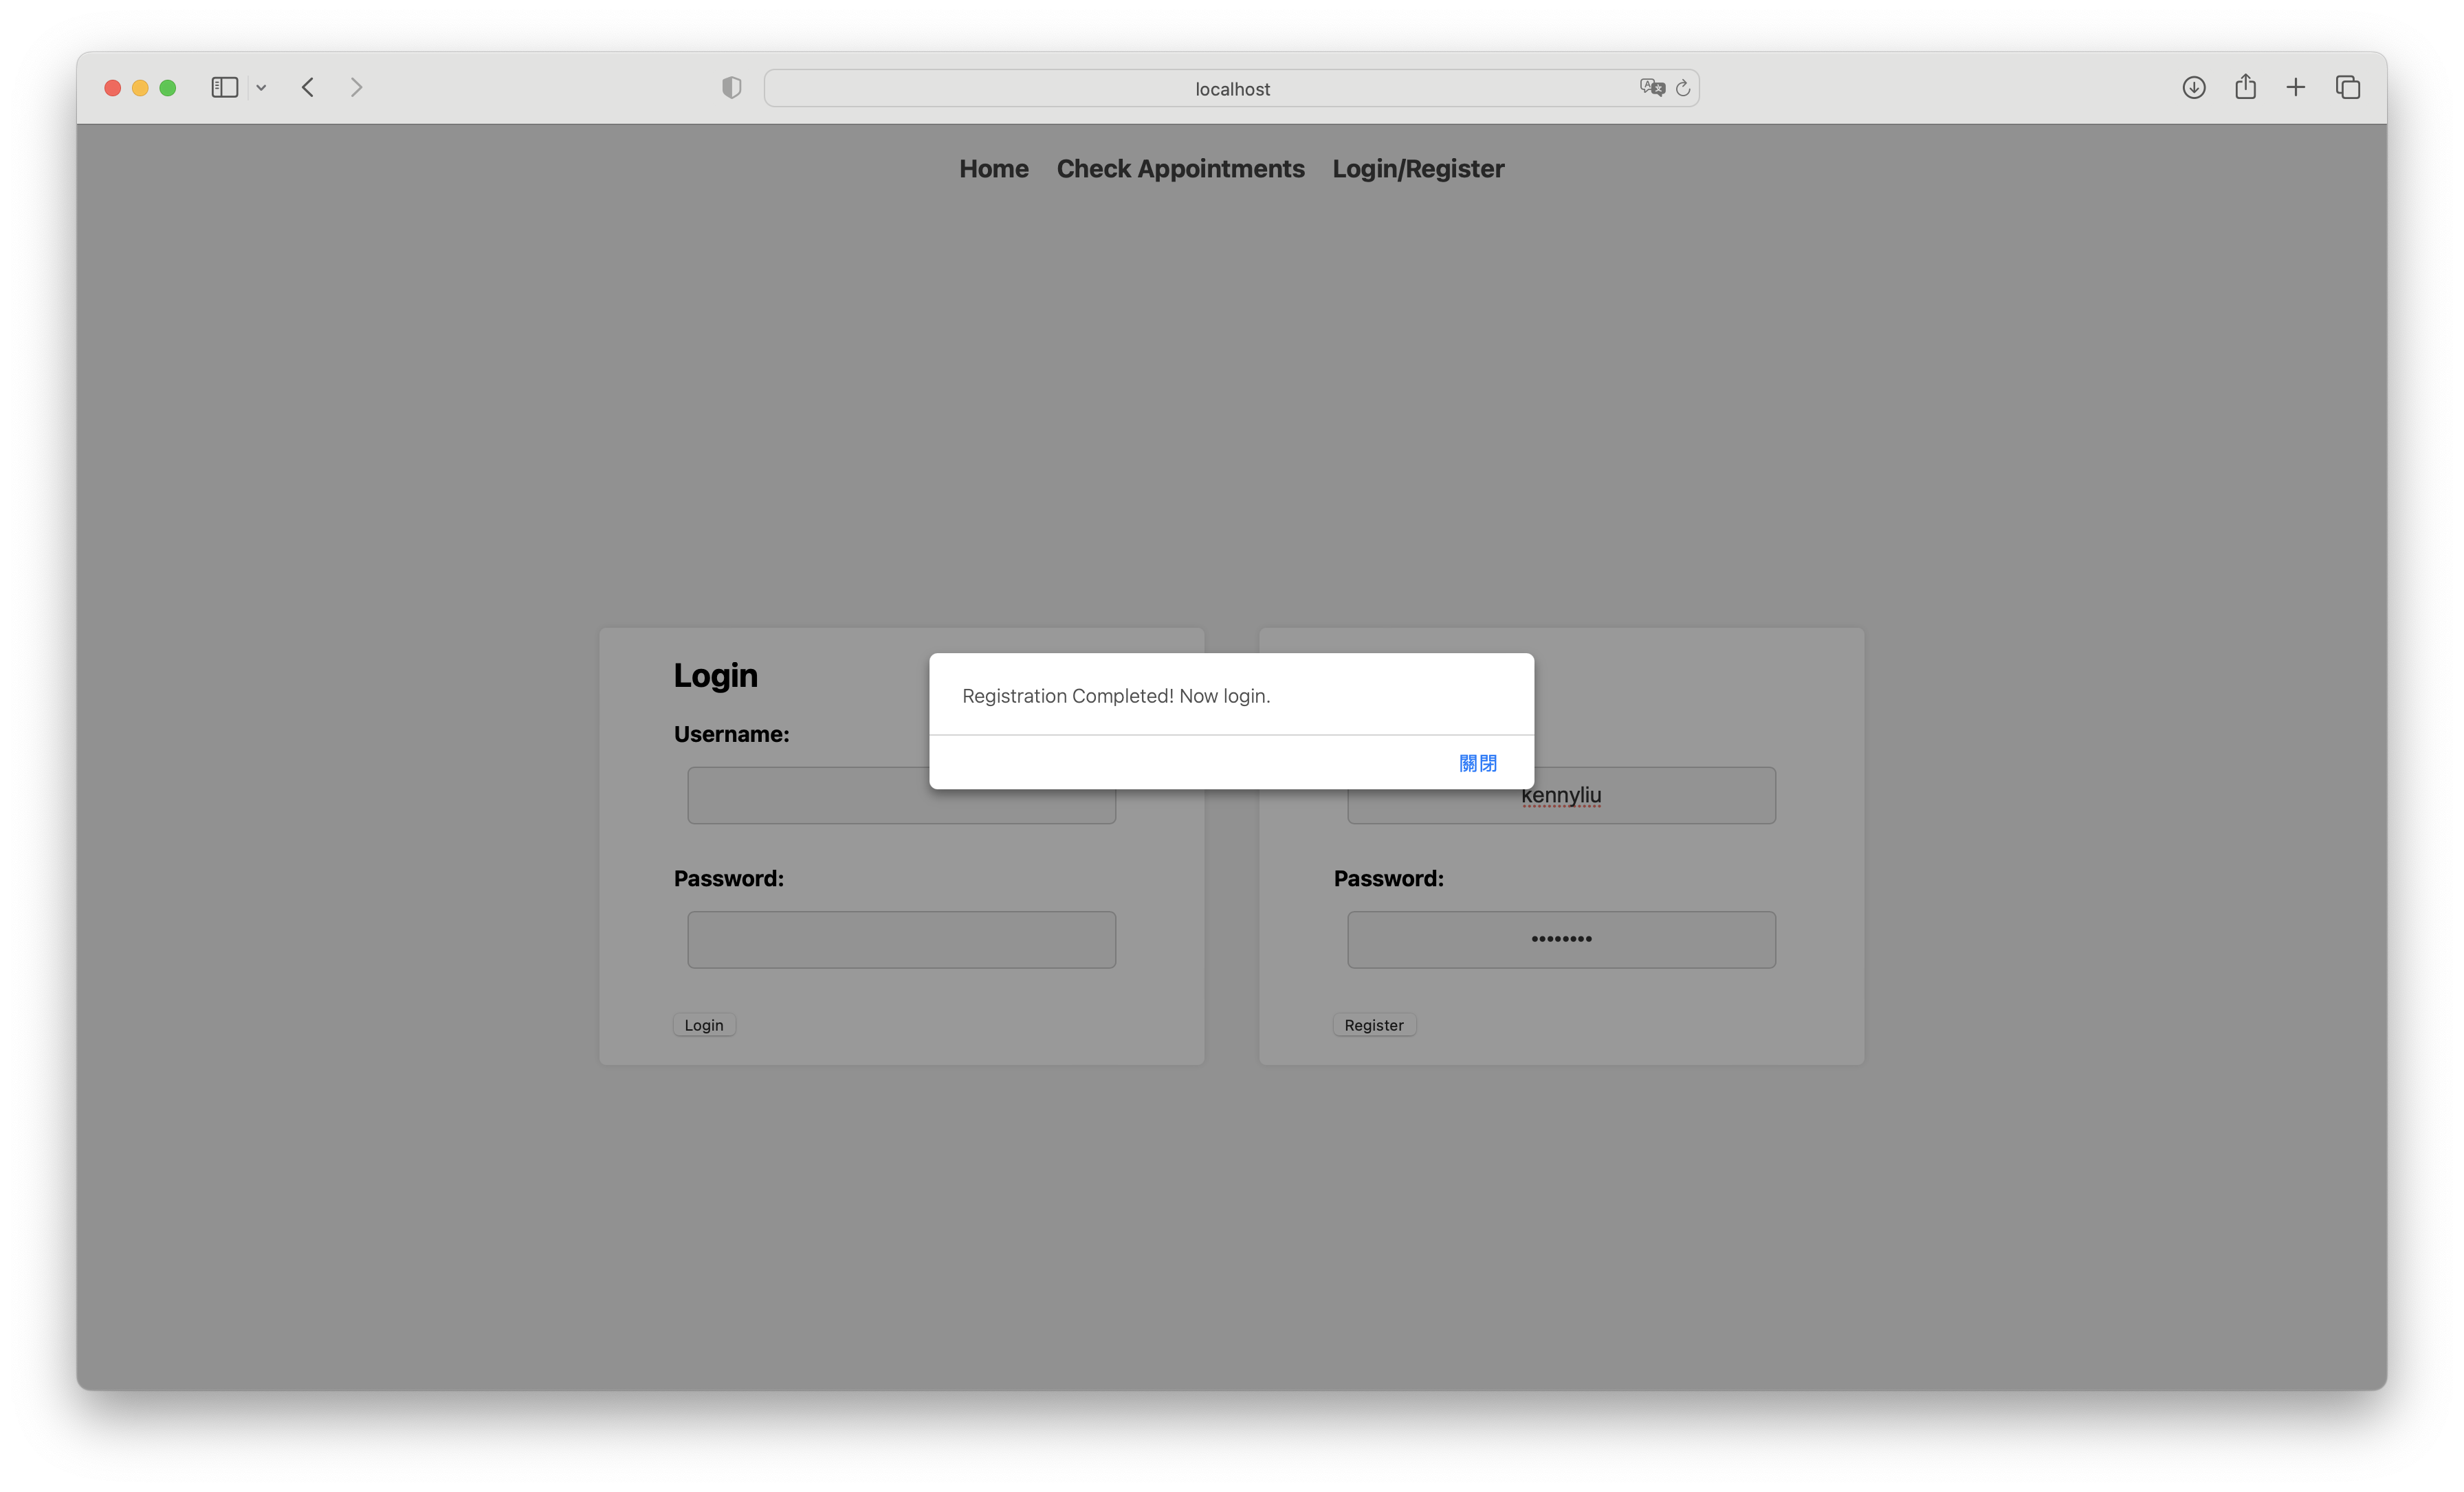 localhost
Home Check Appointments Login/Register
Login
Registration Completed! Now login.
關閉
Username:
kennyliu
Password:
Password:
••••••••
Login
Register